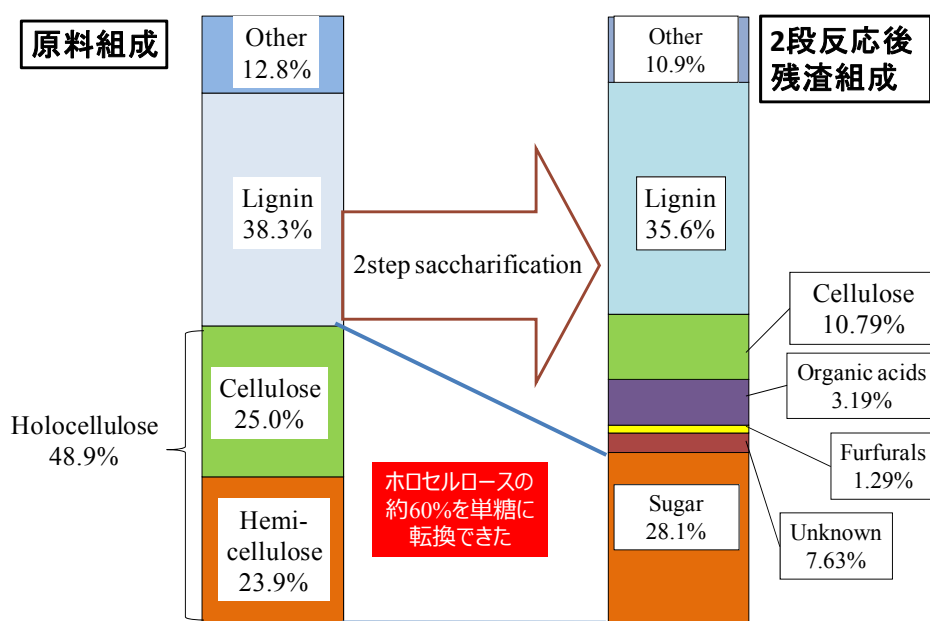 原料組成
Other
12.8%
Lignin
38.3%
Cellulose
25.0%
Hemi-
cellulose
23.9%
Holocellulose
48.9%
2step saccharification
ホロセルロースの
約60%を単糖に
転換できた
2段反応後
残渣組成
Other
10.9%
Lignin
35.6%
Cellulose
10.79%
Organic acids
3.19%
Furfurals
1.29%
Unknown
7.63%
Sugar
28.1%